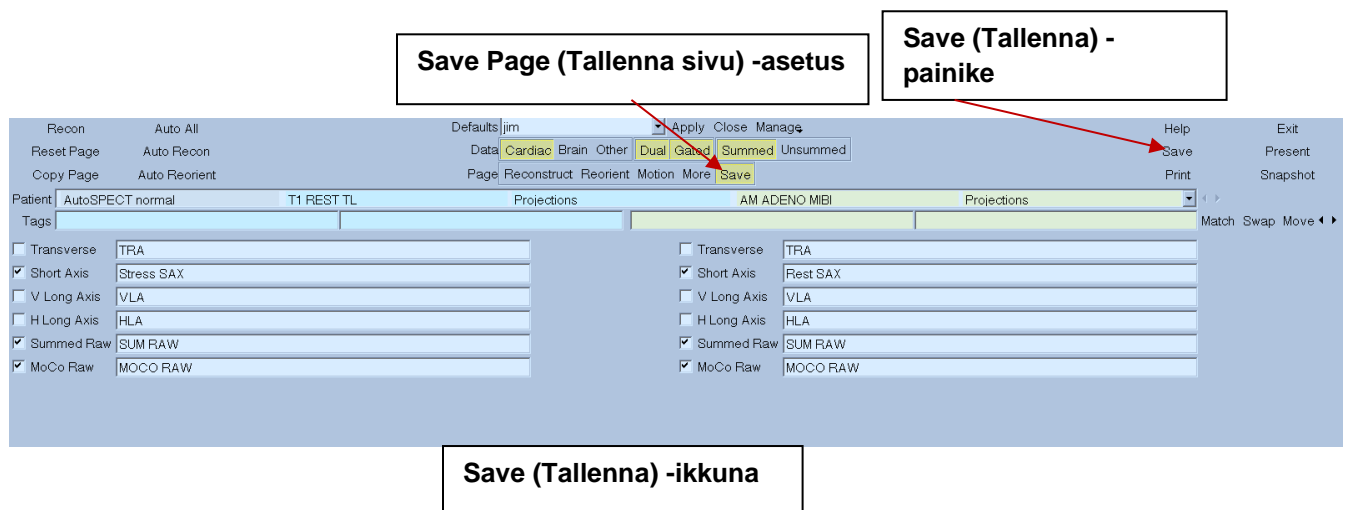 Save Page (Tallenna sivu) -asetus
Save (Tallenna) -
painike
Recon Auto All Defaults jim Apply Close Manage Help Exit
Reset Page Auto Recon Data Cardiac Brain Other Dual Gated Summed Unsummed Save Present
Copy Page Auto Reorient Page Reconstruct Reorient Motion More Save Print Snapshot
Patient AutoSPECT normal T1 REST TL Projections AM ADENO MIBI Projections
Tags Match Swap Move
Transverse TRA Transverse TRA
Short Axis Stress SAX Short Axis Rest SAX
V Long Axis VLA V Long Axis VLA
H Long Axis HLA H Long Axis HLA
Summed Raw SUM RAW Summed Raw SUM RAW
MoCo Raw MOCO RAW MoCo Raw MOCO RAW
Save (Tallenna) -ikkuna